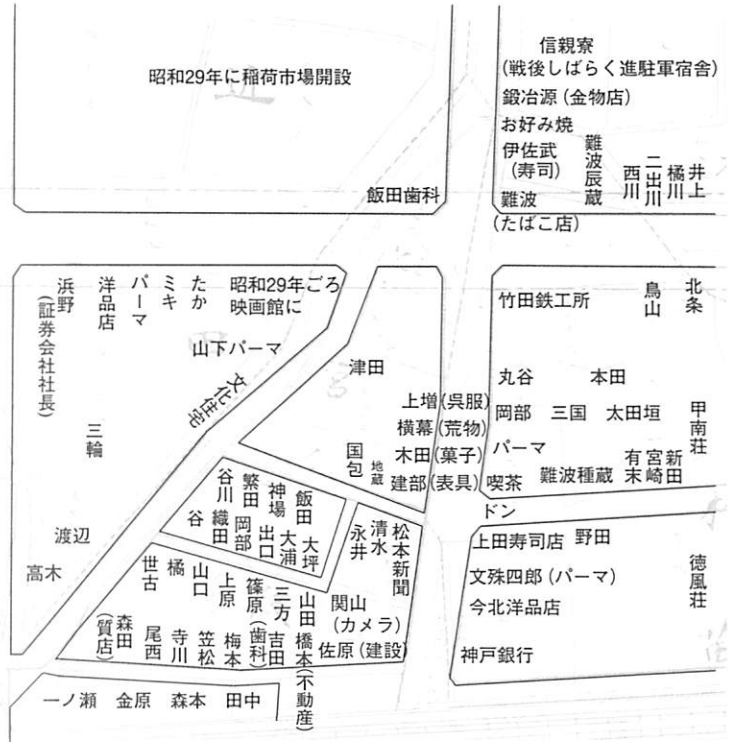 昭和29年に稲荷市場開設
飯田歯科
信親寮
(戦後しばらく進駐軍宿舎)
鍛冶源(金物店)
お好み焼
伊佐武
(寿司)
難波辰蔵
西川
二出川
橘川
井上
難波
(たばこ店)
浜野
(証券会社社長)
洋品店
パーマ
ミキ
たか
昭和29年ごろ
映画館に
山下パーマ
文化住宅
三輪
渡辺
高木
津田
上増(呉服)
横幕(荒物)
木田(菓子)
建部(表具)
国包
地蔵
竹田鉄工所
鳥山
北条
丸谷
本田
岡部
三国
太田垣
甲南荘
パーマ
喫茶
ドン
難波種蔵
有末
宮崎
新田
谷川
繁田
神場
飯田
谷
織田
岡部
出口
大浦
大坪
永井
清水
松本新聞
世古
橘
山口
上原
篠原(歯科)
三方
山田
関山
(カメラ)
森田
(質店)
尾西
寺川
笠松
梅本
吉田
橋本(不動産)
佐原(建設)
上田寿司店
野田
文殊四郎(パーマ)
今北洋品店
徳風荘
神戸銀行
一ノ瀬
金原
森本
田中